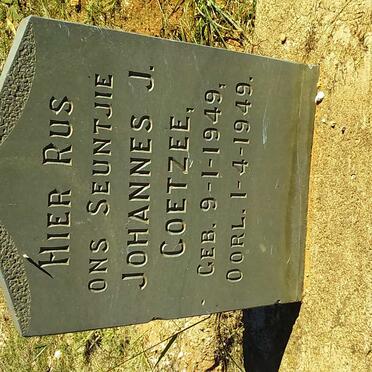 HIER RUS
ONS SEUNTJIE
JOHANNES J.
COETZEE,
GEB. 9-1-1949,
OORL. 1-4-1949.